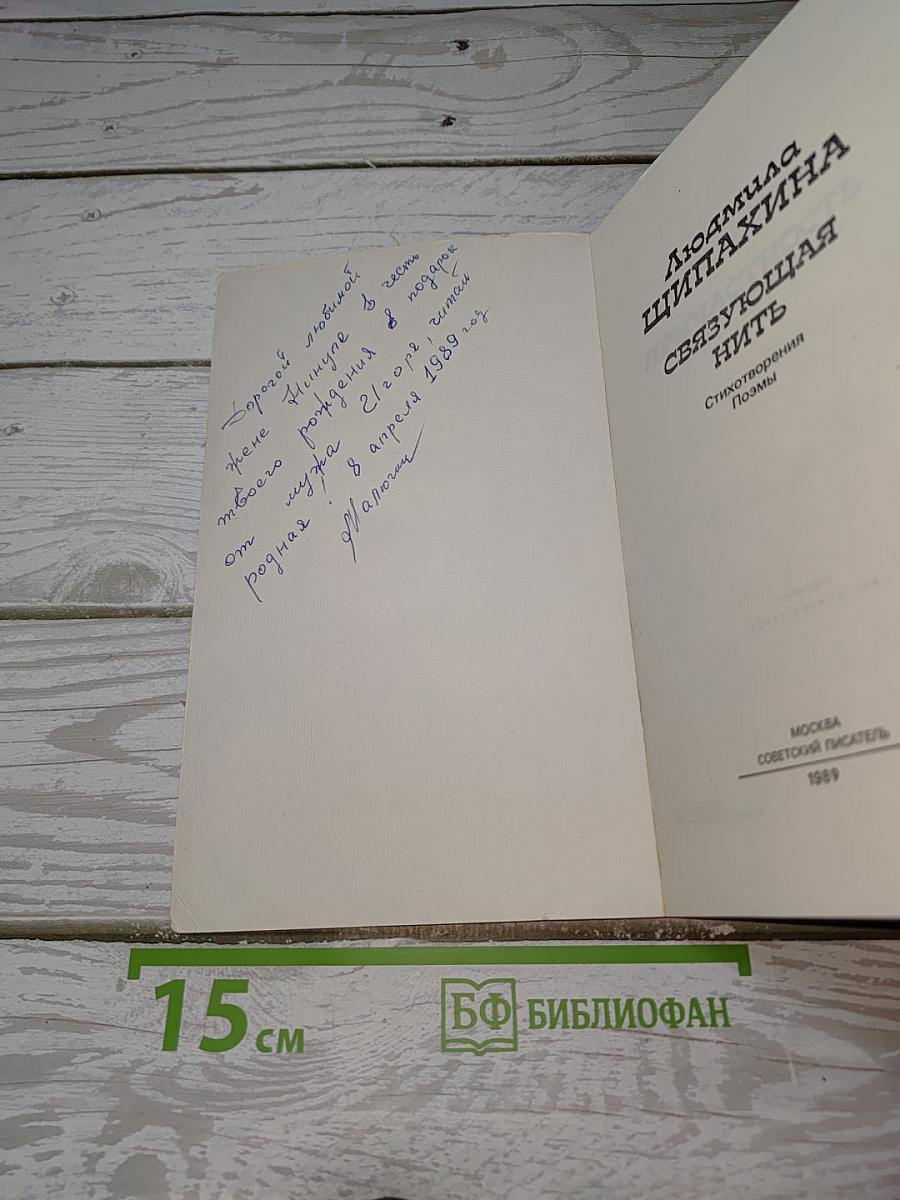 Дорогой любимой
жене Нинуле в честь
твоего рождения в подарок
от мужа Игоря, читай
родная! 8 апреля 1989 год
Людмила
ЩИПАХИНА
СВЯЗУЮЩАЯ
НИТЬ
Стихотворения
Поэмы
МОСКВА
СОВЕТСКИЙ ПИСАТЕЛЬ
1989
15 см
БФ БИБЛИОФАН